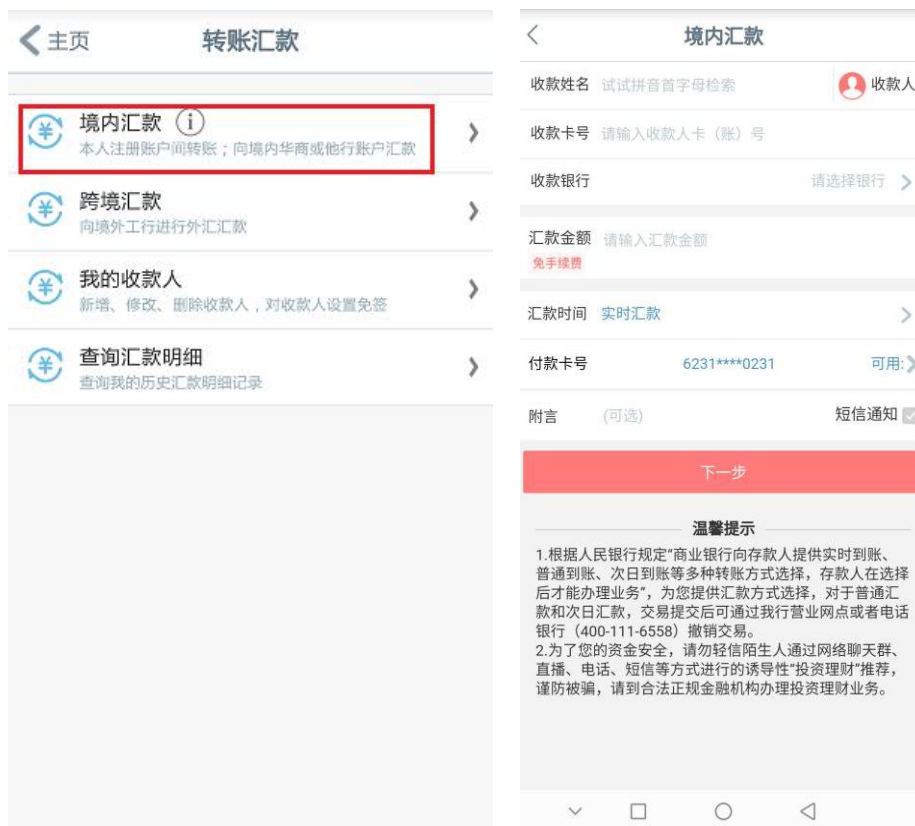 主页
转账汇款
境内汇款
本人注册账户间转账；向境内华商或他行账户汇款
跨境汇款
向境外工行进行外汇汇款
我的收款人
新增、修改、删除收款人，对收款人设置免签
查询汇款明细
查询我的历史汇款明细记录
境内汇款
收款姓名 试试拼音首字母检索 收款人
收款卡号 请输入收款人卡（账）号
收款银行 请选择银行
汇款金额 请输入汇款金额
免手续费
汇款时间 实时汇款
付款卡号 6231****0231 可用:
附言 (可选) 短信通知
下一步
温馨提示
1.根据人民银行规定"商业银行向存款人提供实时到账、
普通到账、次日到账等多种转账方式选择，存款人在选择
后才能办理业务"，为您提供汇款方式选择，对于普通汇
款和次日汇款，交易提交后可通过我行营业网点或者电话
银行（400-111-6558）撤销交易。
2.为了您的资金安全，请勿轻信陌生人通过网络聊天群、
直播、电话、短信等方式进行的诱导性"投资理财"推荐，
谨防被骗，请到合法正规金融机构办理投资理财业务。